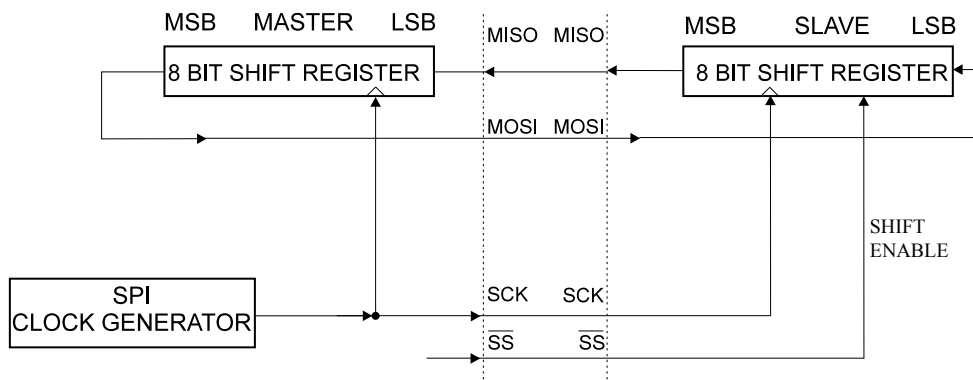 MSB MASTER LSB
MISO MISO
MSB SLAVE LSB
8 BIT SHIFT REGISTER
8 BIT SHIFT REGISTER
MOSI MOSI
SHIFT
ENABLE
SPI
CLOCK GENERATOR
SCK SCK
SS SS